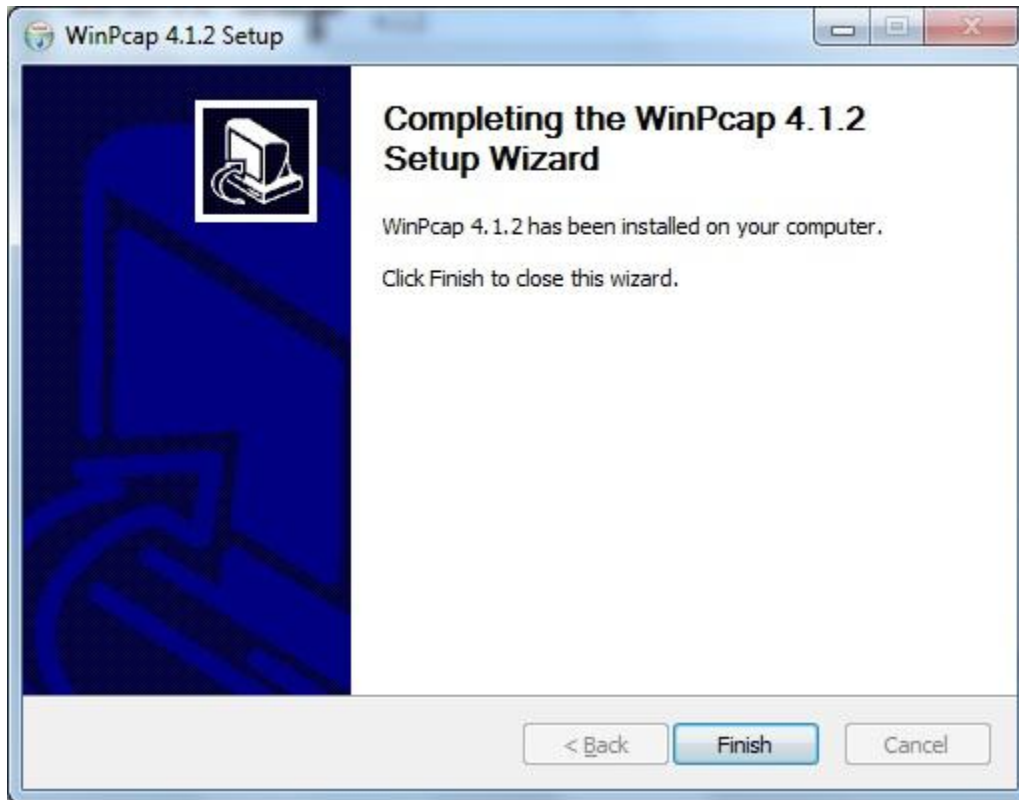 WinPcap 4.1.2 Setup
Completing the WinPcap 4.1.2
Setup Wizard
WinPcap 4.1.2 has been installed on your computer.
Click Finish to close this wizard.
< Back Finish Cancel